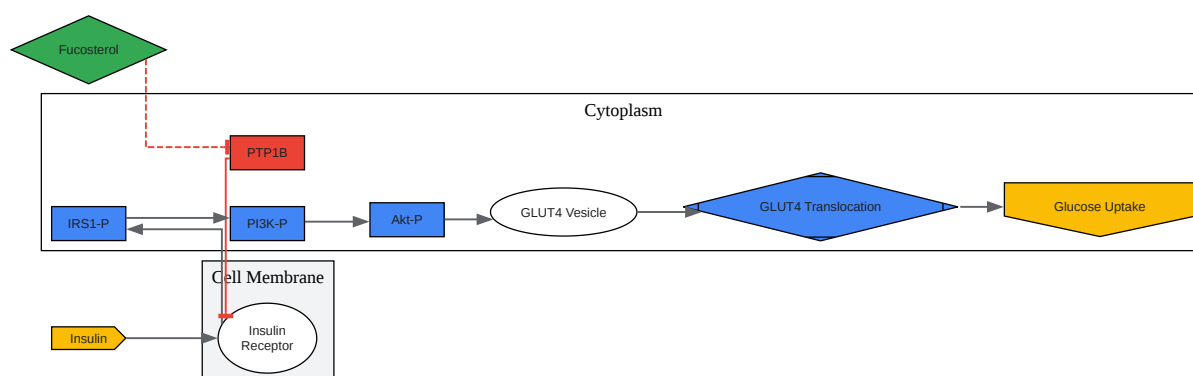 Fucosterol
Cytoplasm
PTP1B
IRS1-P
PI3K-P
Akt-P
GLUT4 Vesicle
GLUT4 Translocation
Glucose Uptake
Cell Membrane
Insulin
Insulin
Receptor